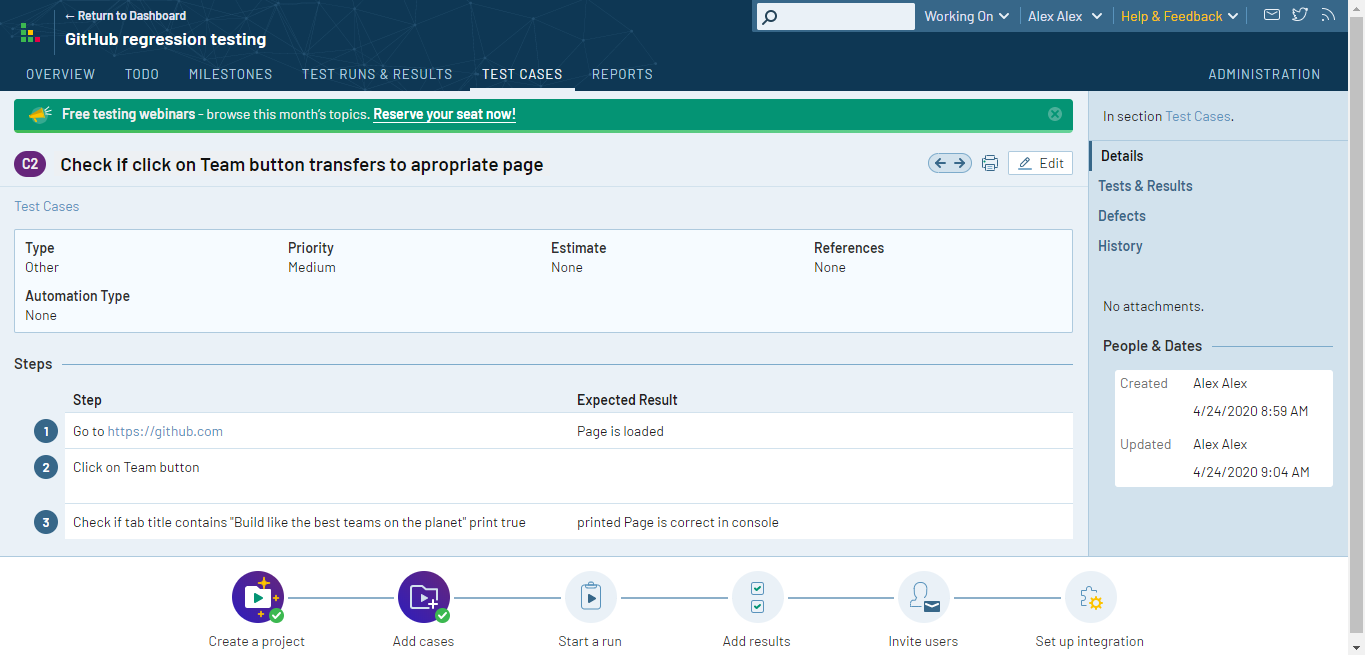 ← Return to Dashboard
GitHub regression testing
Working On
Alex Alex
Help & Feedback
OVERVIEW TODO MILESTONES TEST RUNS & RESULTS TEST CASES REPORTS ADMINISTRATION
Free testing webinars - browse this month's topics. Reserve your seat now!
C2 Check if click on Team button transfers to apropriate page
Edit
Test Cases
Type Priority Estimate References
Other Medium None None
Automation Type
None
Steps
Step Expected Result
1 Go to https://github.com Page is loaded
2 Click on Team button
3 Check if tab title contains "Build like the best teams on the planet" print true printed Page is correct in console
In section Test Cases.
Details
Tests & Results
Defects
History
No attachments.
People & Dates
Created Alex Alex
4/24/2020 8:59 AM
Updated Alex Alex
4/24/2020 9:04 AM
Create a project Add cases Start a run Add results Invite users Set up integration